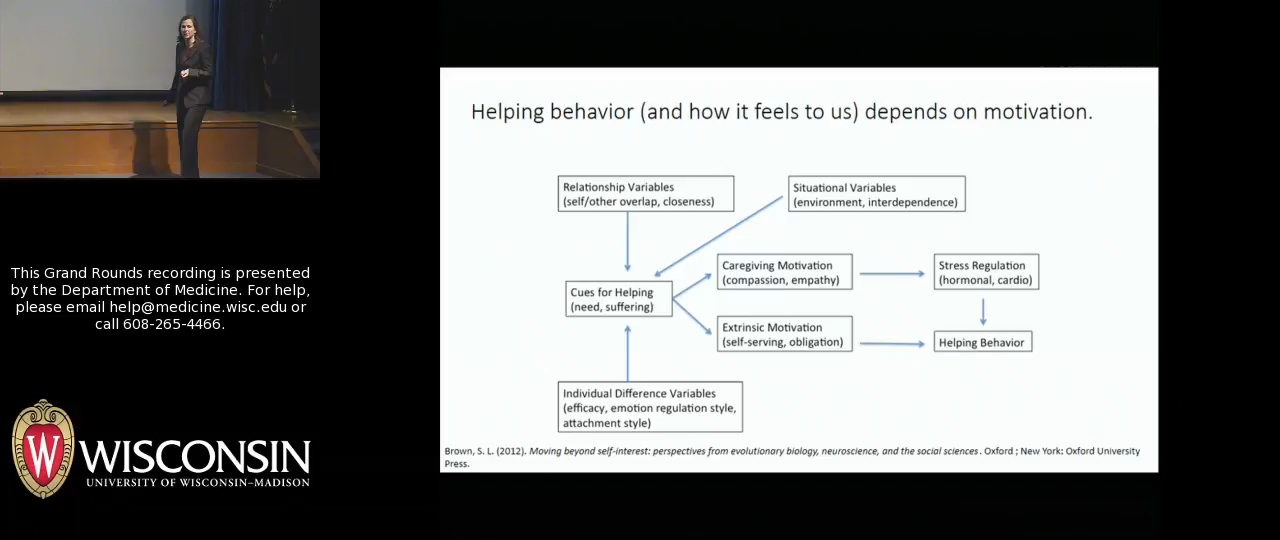 Helping behavior (and how it feels to us) depends on motivation.
Relationship Variables
(self/other overlap, closeness)
Situational Variables
(environment, interdependence)
Caregiving Motivation
(compassion, empathy)
Stress Regulation
(hormonal, cardio)
Cues for Helping
(need, suffering)
Extrinsic Motivation
(self-serving, obligation)
Helping Behavior
Individual Difference Variables
(efficacy, emotion regulation style,
attachment style)
Brown, S. L. (2012). Moving beyond self-interest: perspectives from evolutionary biology, neuroscience, and the social sciences. Oxford ; New York: Oxford University
Press.
This Grand Rounds recording is presented
by the Department of Medicine. For help,
please email help@medicine.wisc.edu or
call 608-265-4466.
W
WISCONSIN
UNIVERSITY OF WISCONSIN–MADISON